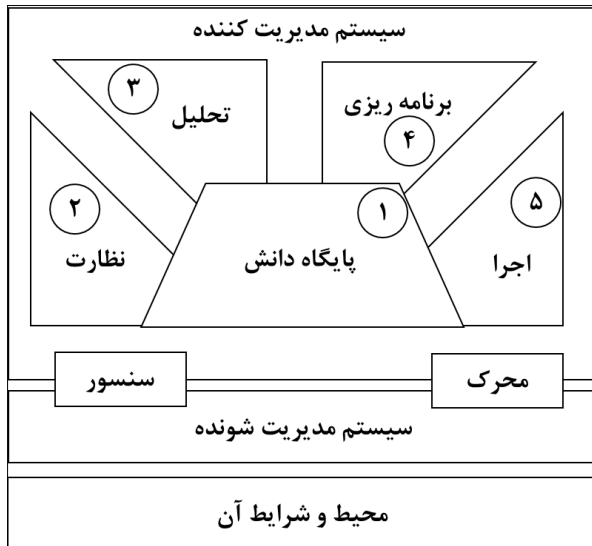 سیستم مدیریت کننده
۳
تحلیل
برنامه ریزی
۴
۲
نظارت
۱
پایگاه دانش
۵
اجرا
سنسور
محرک
سیستم مدیریت شونده
محیط و شرایط آن